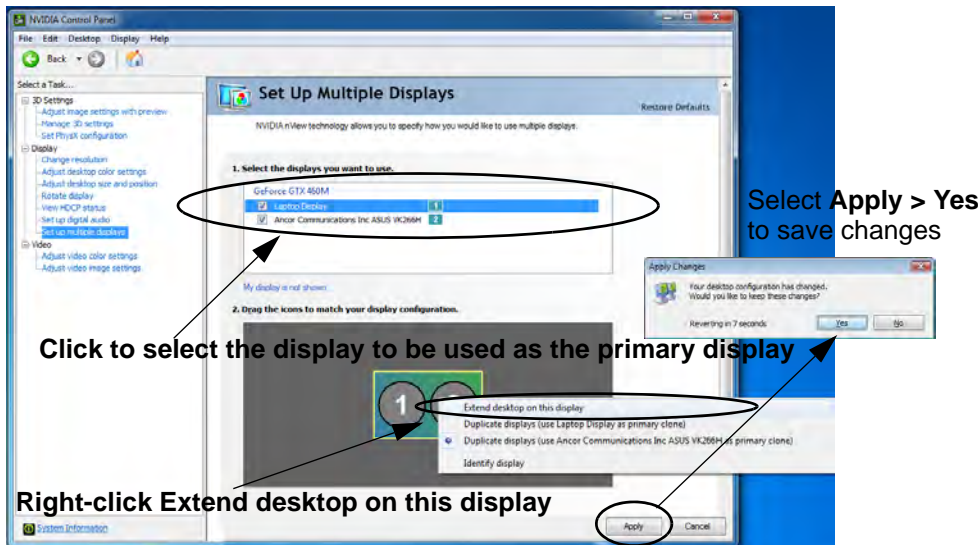 NVIDIA Control Panel
File Edit Desktop Display Help
Back
Select a Task...
3D Settings
Adjust image settings with preview
Manage 3D settings
Set PhysX configuration
Display
Change resolution
Adjust desktop color settings
Adjust desktop size and position
Rotate display
View HDCP status
Set up digital audio
Set up multiple displays
Video
Adjust video color settings
Adjust video image settings
System Information
Set Up Multiple Displays
Restore Defaults
NVIDIA nView technology allows you to specify how you would like to use multiple displays.
1. Select the displays you want to use.
GeForce GTX 460M
Laptop Display 1
Ancor Communications Inc ASUS VK266H 2
My display is not shown...
2. Drag the icons to match your display configuration.
Click to select the display to be used as the primary display
1
Extend desktop on this display
Duplicate displays (use Laptop Display as primary clone)
Duplicate displays (use Ancor Communications Inc ASUS VK266H as primary clone)
Identify display
Right-click Extend desktop on this display
Apply Cancel
Select Apply > Yes
to save changes
Apply Changes
Your desktop configuration has changed.
Would you like to keep these changes?
Reverting in 7 seconds
Yes No